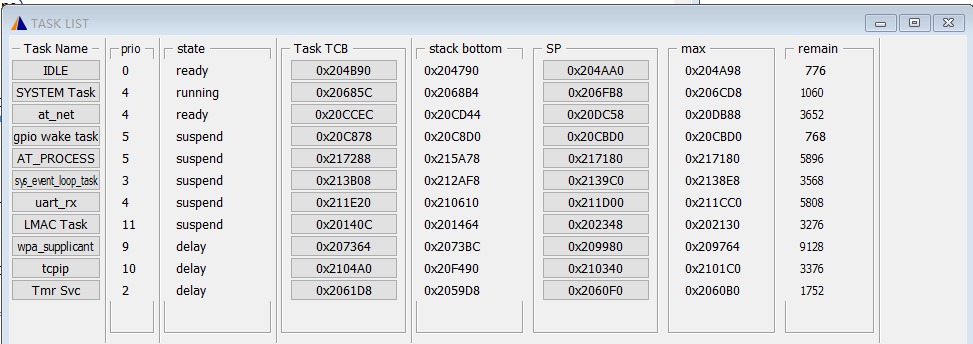 TASK LIST
Task Name prio state Task TCB stack bottom SP max remain
IDLE 0 ready 0x204B90 0x204790 0x204AA0 0x204A98 776
SYSTEM Task 4 running 0x20685C 0x2068B4 0x206FB8 0x206CD8 1060
at_net 4 ready 0x20CCEC 0x20CD44 0x20DC58 0x20DB88 3652
gpio wake task 5 suspend 0x20C878 0x20C8D0 0x20CBD0 0x20CBD0 768
AT_PROCESS 5 suspend 0x217288 0x215A78 0x217180 0x217180 5896
sys_event_loop_task 3 suspend 0x213B08 0x212AF8 0x2139C0 0x2138E8 3568
uart_rx 4 suspend 0x211E20 0x210610 0x211D00 0x211CC0 5808
LMAC Task 11 suspend 0x20140C 0x201464 0x202348 0x202130 3276
wpa_supplicant 9 delay 0x207364 0x2073BC 0x209980 0x209764 9128
tcpip 10 delay 0x2104A0 0x20F490 0x210340 0x2101C0 3376
Tmr Svc 2 delay 0x2061D8 0x2059D8 0x2060F0 0x2060B0 1752